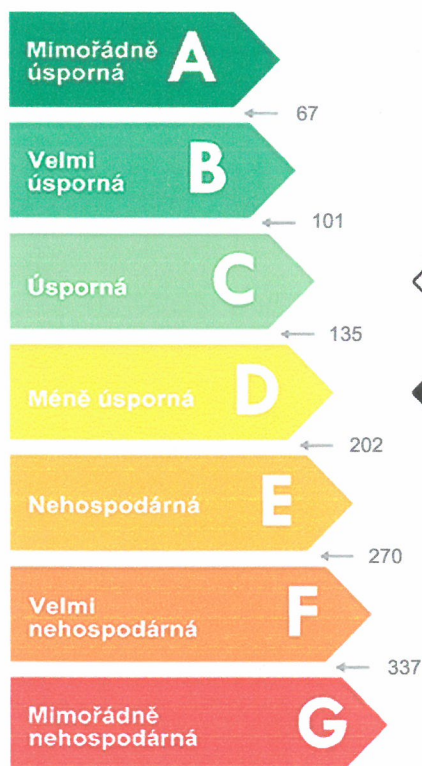 Mimořádně
úsporná
A
67
Velmi
úsporná
B
101
Úsporná
C
135
Méně úsporná
D
202
Nehospodárná
E
270
Velmi
nehospodárná
F
337
Mimořádně
nehospodárná
G